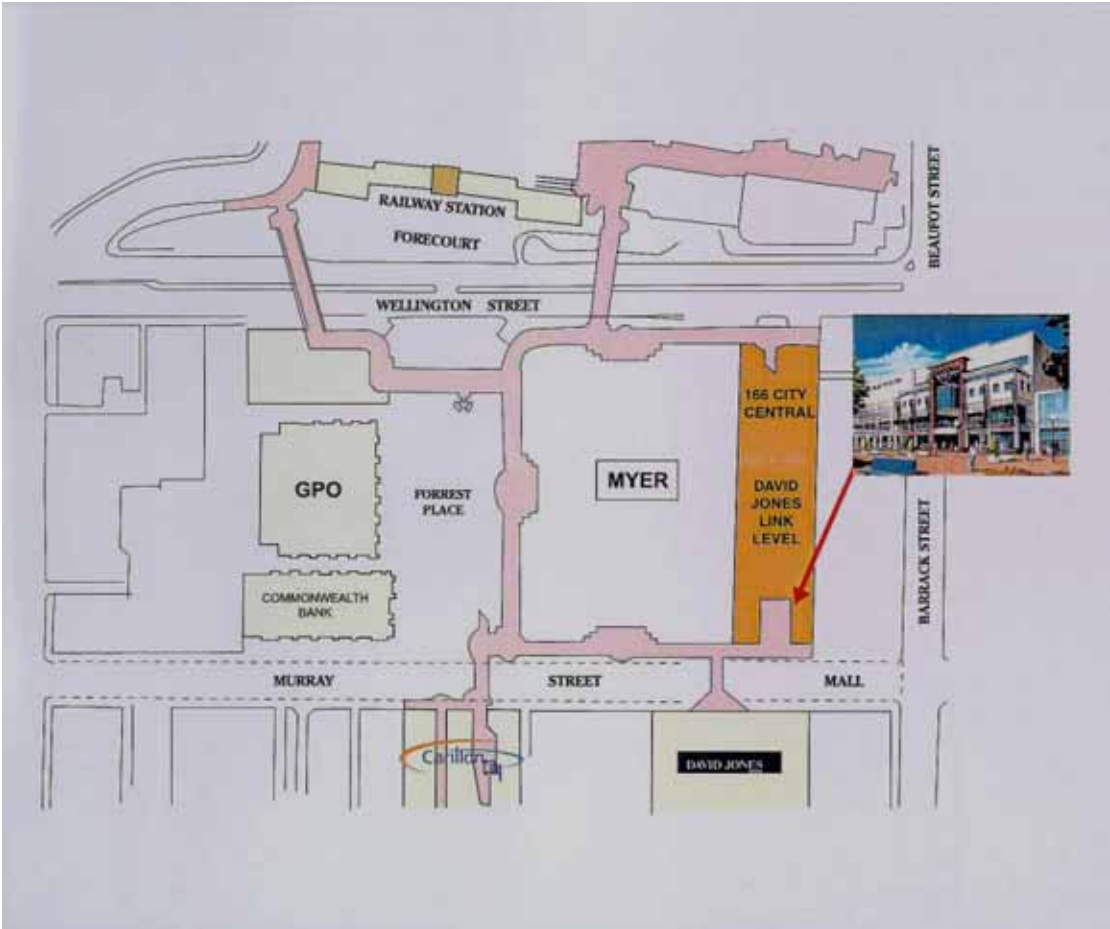 RAILWAY STATION
FORECOURT
BEAUFOT STREET
WELLINGTON STREET
166 CITY
CENTRAL
GPO
FORREST
PLACE
MYER
DAVID
JONES
LINK
LEVEL
BARRACK STREET
COMMONWEALTH
BANK
MURRAY STREET MALL
Carillon
DAVID JONES